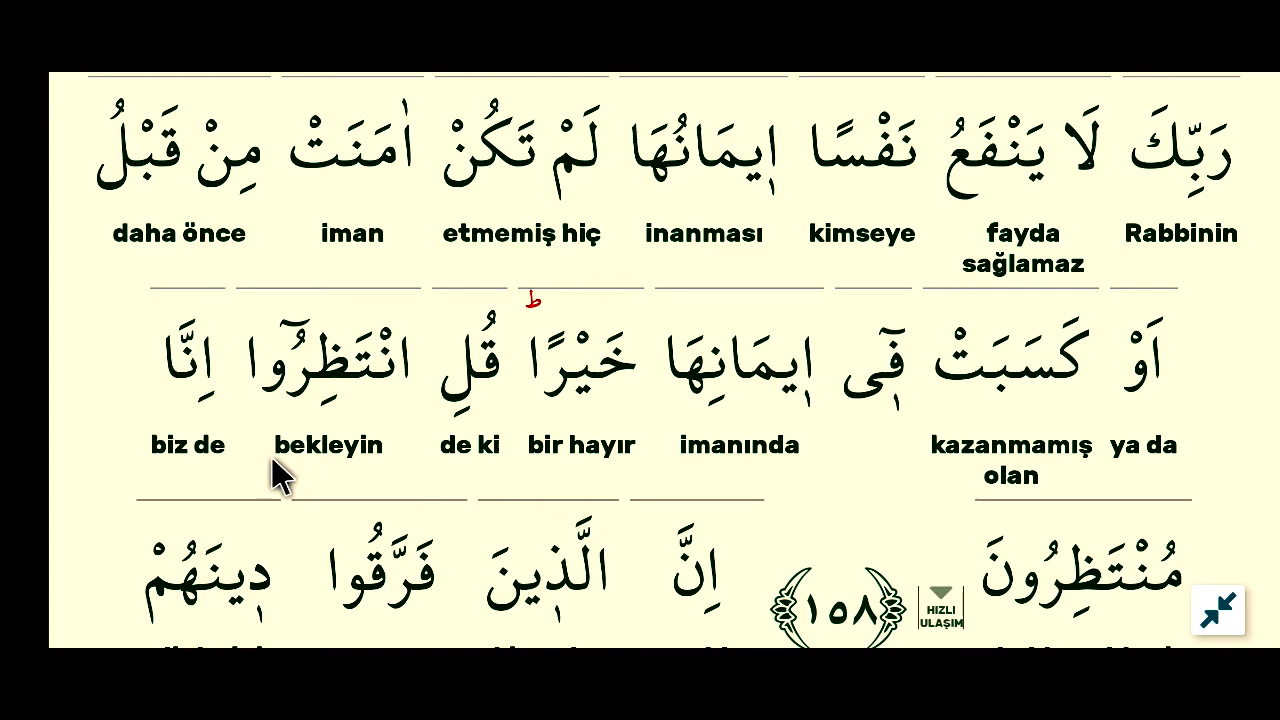 رَبِّكَ لَا يَنْفَعُ نَفْسًا اٖيمَانُهَا لَمْ تَكُنْ اٰمَنَتْ مِنْ قَبْلُ
Rabbinin fayda sağlamaz kimseye inanması etmemiş hiç iman daha önce
ط
اَوْ كَسَبَتْ فٖٓى اٖيمَانِهَا خَيْرًا قُلِ انْتَظِرُٓوا اِنَّا
ya da kazanmamış olan imanında bir hayır de ki bekleyin biz de
مُنْتَظِرُونَ ﴿١٥٨﴾ اِنَّ الَّذٖينَ فَرَّقُوا دٖينَهُمْ
HIZLI
ULAŞIM